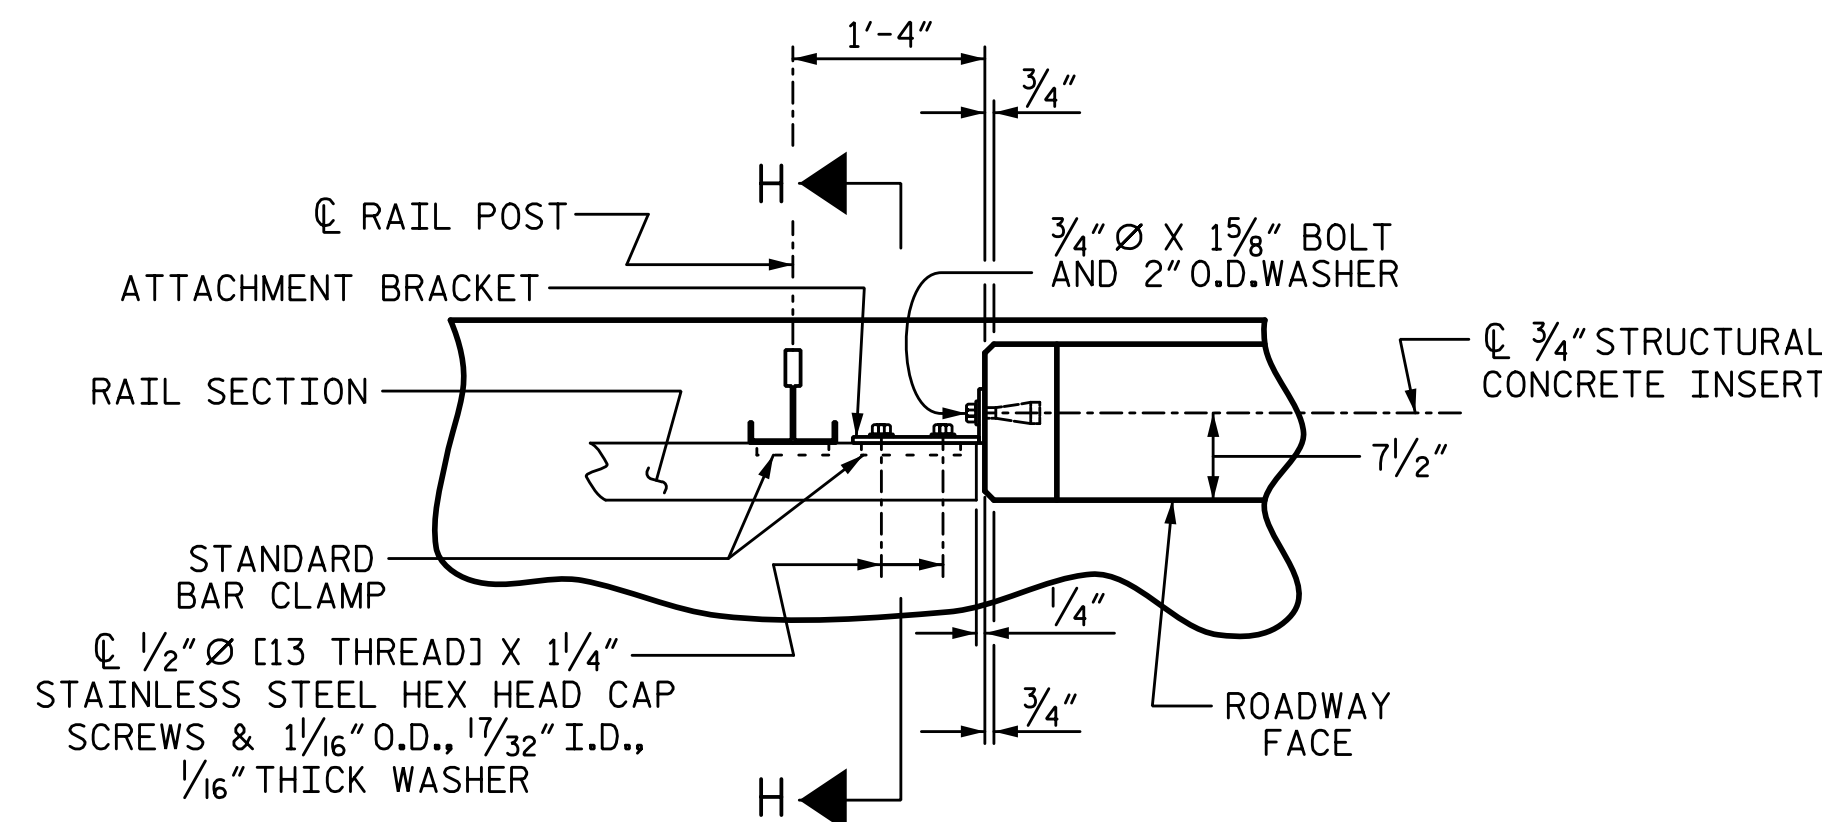 1'-4"
3/4"
H
℄ RAIL POST
3/4" Ø X 1 5/8" BOLT
AND 2" O.D. WASHER
ATTACHMENT BRACKET
℄ 3/4" STRUCTURAL
CONCRETE INSERT
RAIL SECTION
7 1/2"
STANDARD
BAR CLAMP
1/4"
℄ 1/2" Ø [13 THREAD] X 1 1/4"
STAINLESS STEEL HEX HEAD CAP
SCREWS & 1 1/16" O.D., 17/32" I.D.,
1/16" THICK WASHER
3/4"
ROADWAY
FACE
H